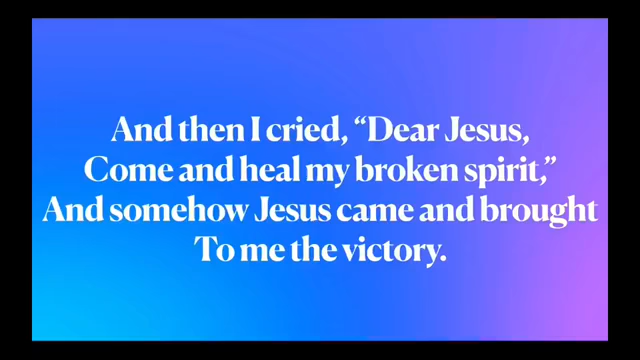 And then I cried, “Dear Jesus,
Come and heal my broken spirit,”
And somehow Jesus came and brought
To me the victory.